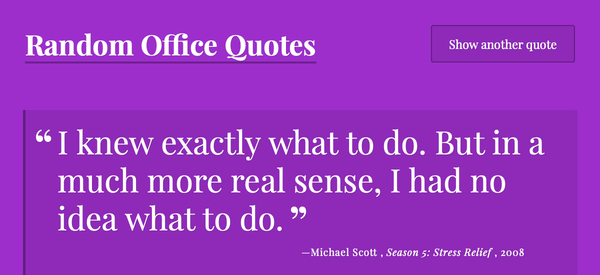 Random Office Quotes
Show another quote
“ I knew exactly what to do. But in a
much more real sense, I had no
idea what to do. ”
—Michael Scott , Season 5: Stress Relief , 2008